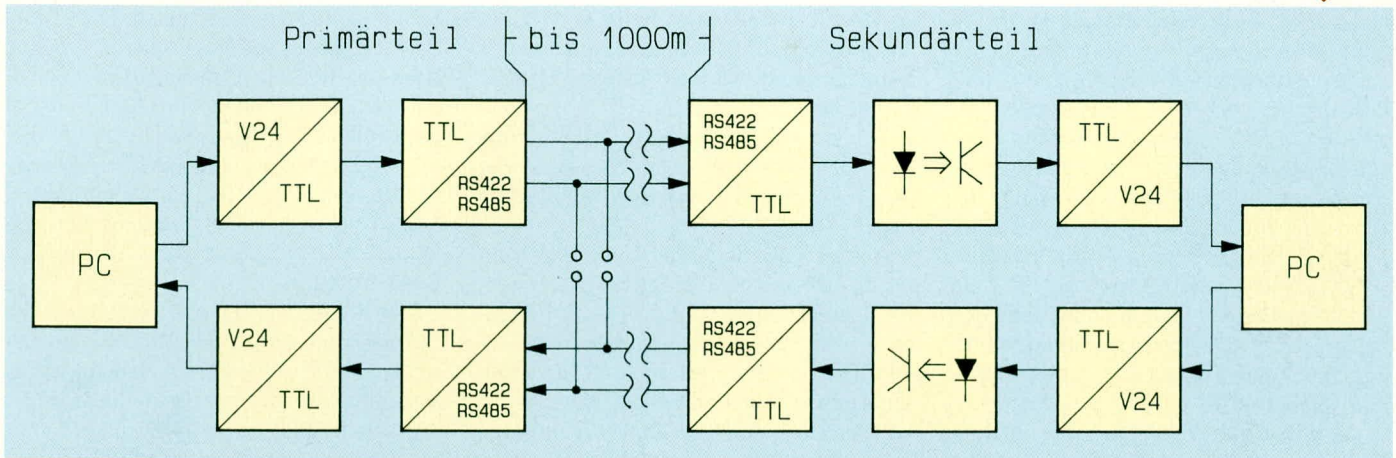 Primärteil
bis 1000m
Sekundärteil
V24
TTL
TTL
RS422
RS485
RS422
RS485
TTL
TTL
V24
PC
PC
V24
TTL
TTL
RS422
RS485
RS422
RS485
TTL
TTL
V24